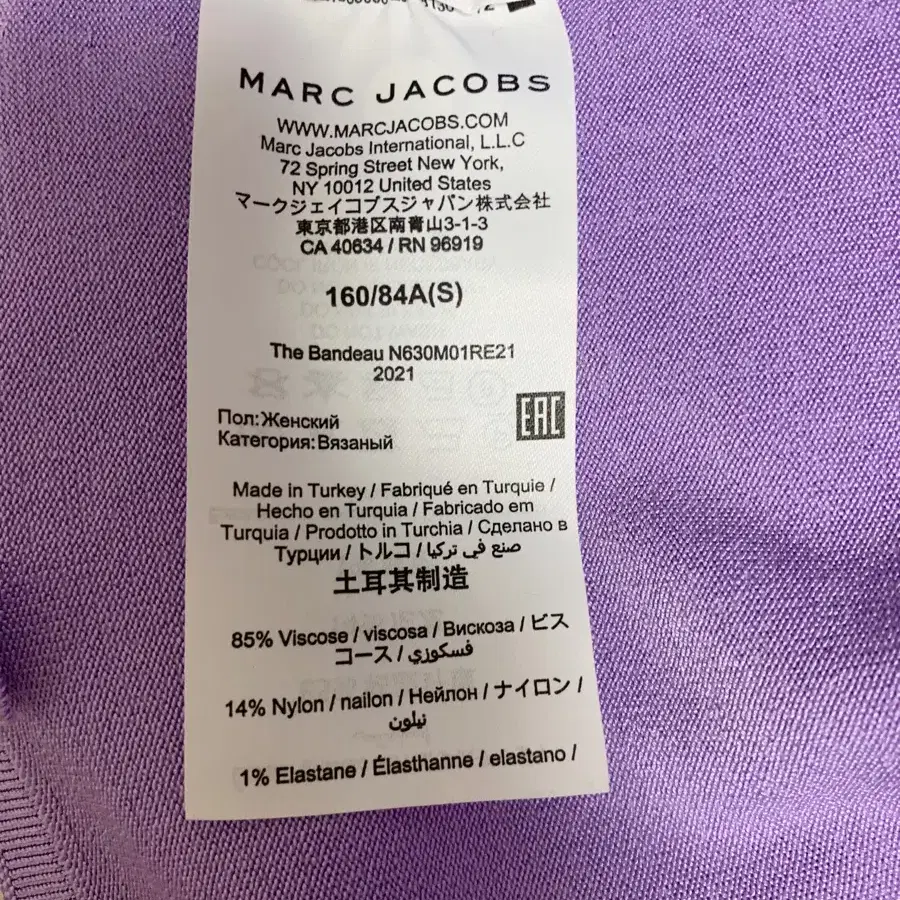 MARC JACOBS
WWW.MARCJACOBS.COM
Marc Jacobs International, L.L.C
72 Spring Street New York,
NY 10012 United States
マークジェイコブスジャパン株式会社
東京都港区南青山3-1-3
CA 40634 / RN 96919
160/84A(S)
The Bandeau N630M01RE21
2021
EAC
Пол:Женский
Категория:Вязаный
Made in Turkey / Fabriqué en Turquie /
Hecho en Turquia / Fabricado em
Turquia / Prodotto in Turchia / Сделано в
Турции / トルコ / صنع في تركيا
土耳其制造
85% Viscose / viscosa / Вискоза / ビス
コース / فسكوزي
14% Nylon / nailon / Нейлон / ナイロン /
نيلون
1% Elastane / Élasthanne / elastano /